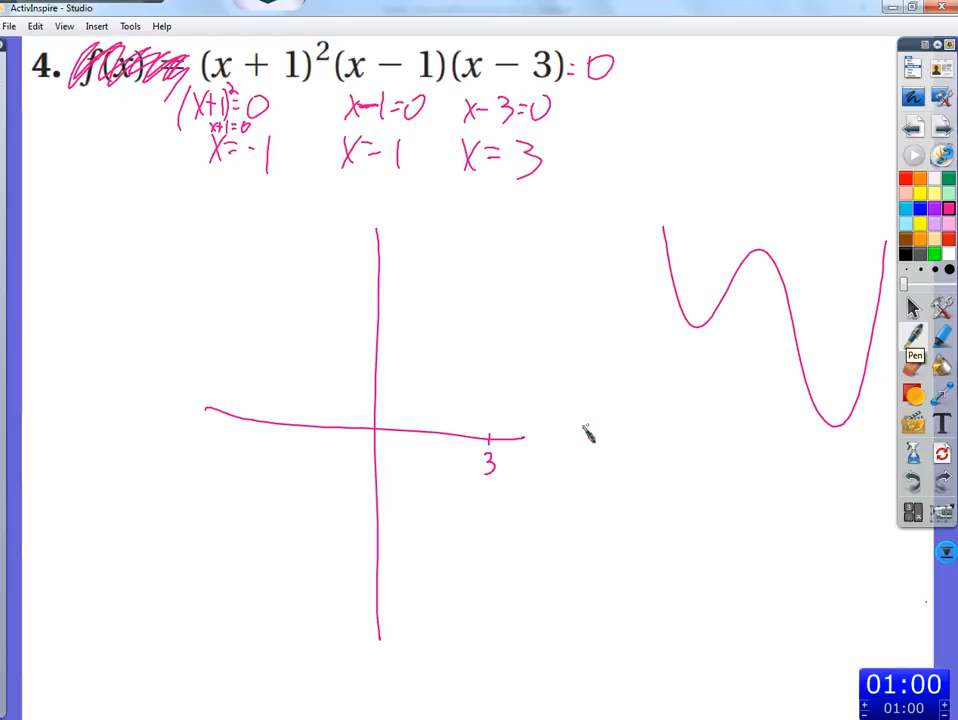 ActivInspire - Studio
File Edit View Insert Tools Help
4. f(x) = (x + 1)²(x − 1)(x − 3) = 0
(x+1)²=0 x-1=0 x-3=0
x+1=0
x=-1 x=1 x=3
3
Pen
01:00
01:00